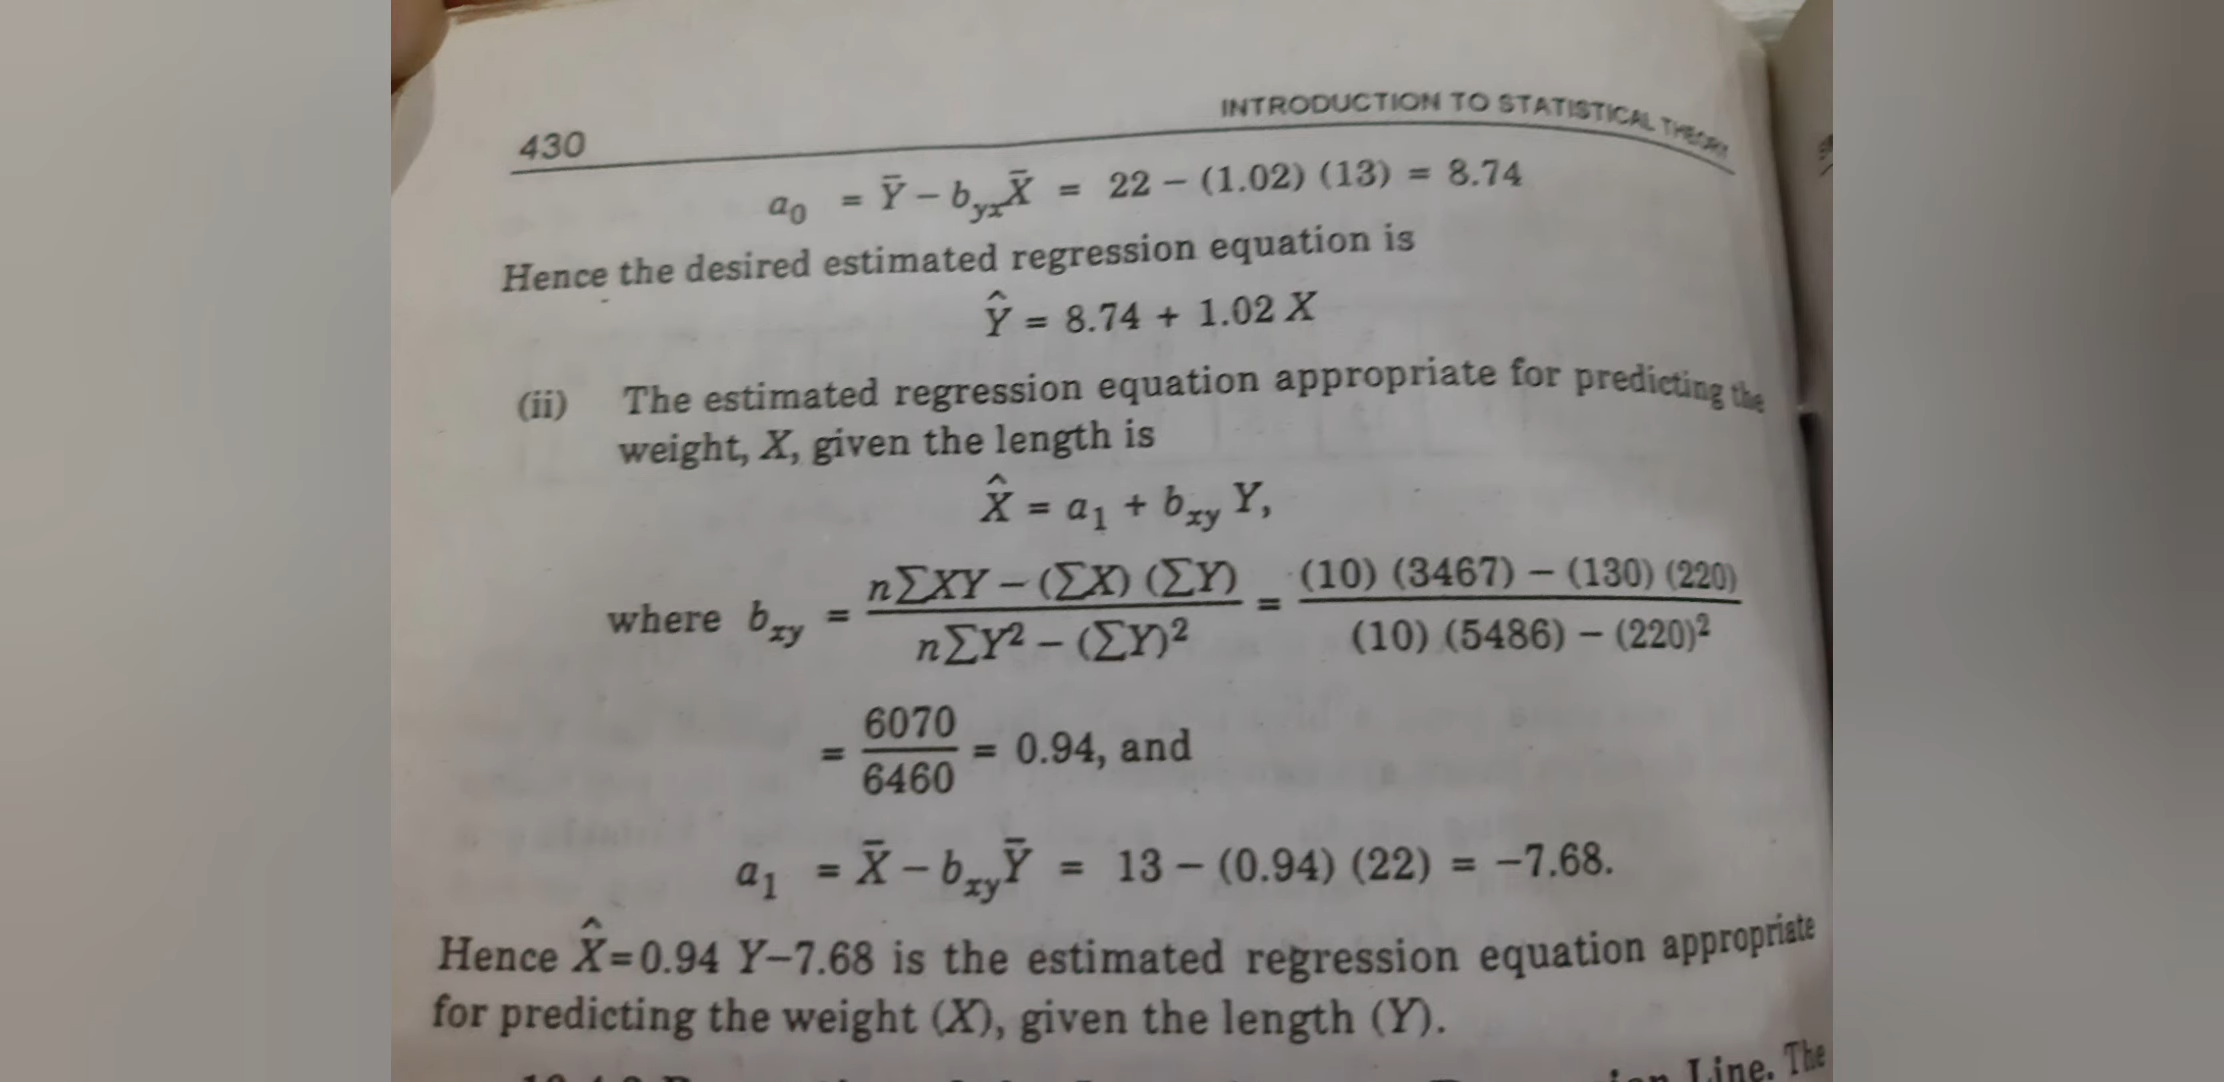 430
INTRODUCTION TO STATISTICAL THEORY
a₀ = Ȳ – b_yx X̄ = 22 – (1.02) (13) = 8.74
Hence the desired estimated regression equation is
Ŷ = 8.74 + 1.02 X
(ii) The estimated regression equation appropriate for predicting the
weight, X, given the length is
X̂ = a₁ + b_xy Y,
where b_xy = nΣXY – (ΣX) (ΣY) / nΣY² – (ΣY)² = (10) (3467) – (130) (220) / (10) (5486) – (220)²
= 6070 / 6460 = 0.94, and
a₁ = X̄ – b_xy Ȳ = 13 – (0.94) (22) = –7.68.
Hence X̂=0.94 Y–7.68 is the estimated regression equation appropriate
for predicting the weight (X), given the length (Y).
Line. The